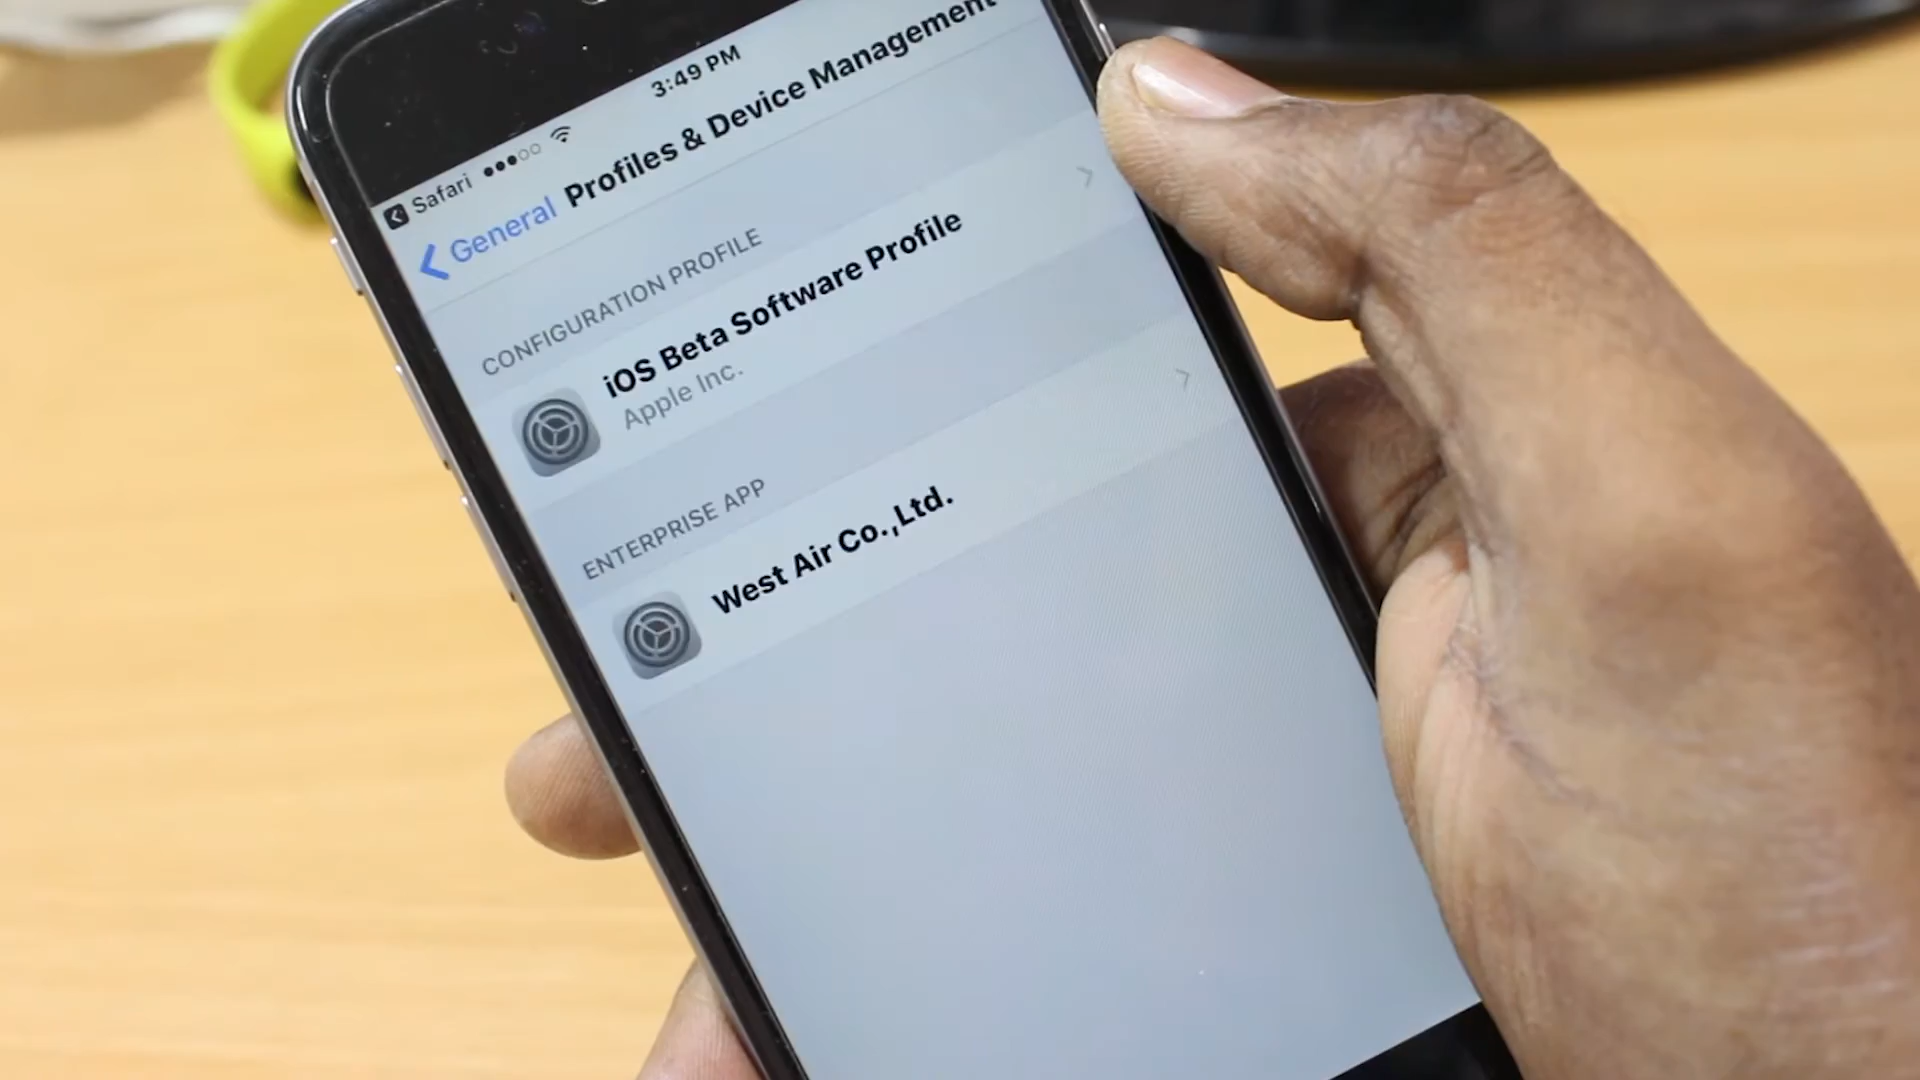 3:49 PM
Safari
General Profiles & Device Management
CONFIGURATION PROFILE
iOS Beta Software Profile
Apple Inc.
ENTERPRISE APP
West Air Co.,Ltd.